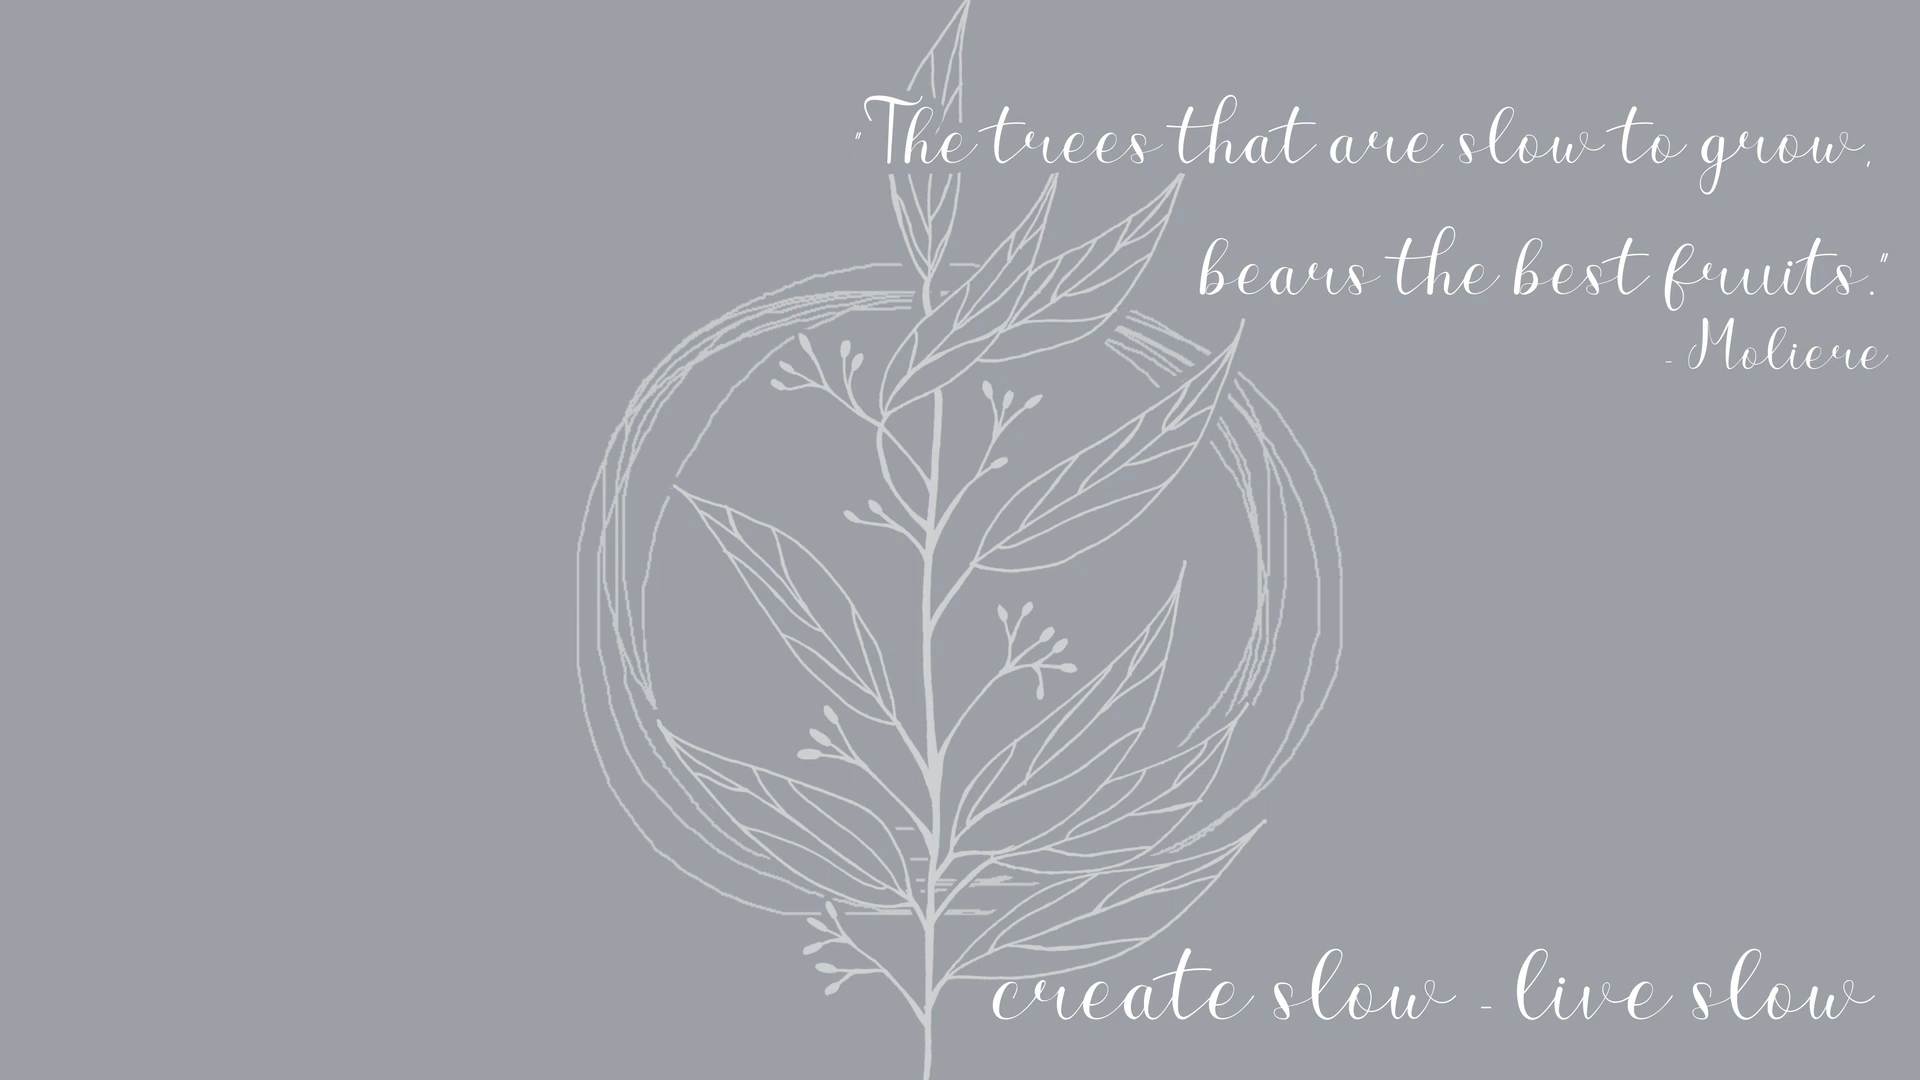 "The trees that are slow to grow,
bears the best fruits."
- Moliere
create slow - live slow